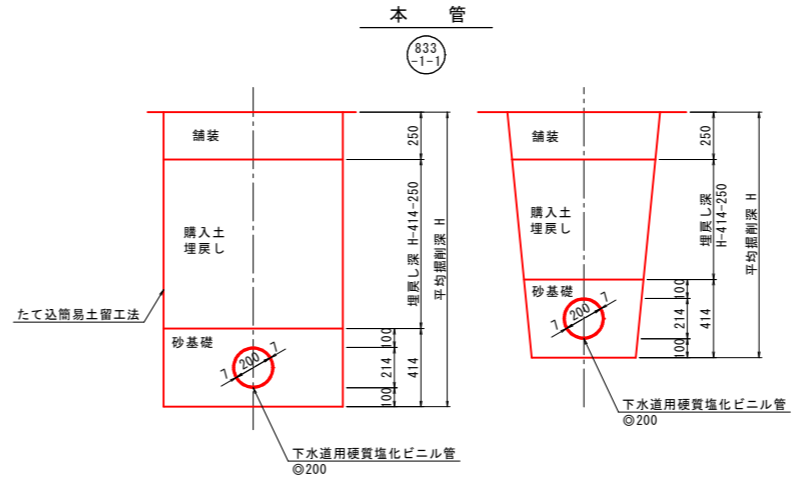 本 管
833
-1-1
舗装
250
購入土
埋戻し
埋戻し深 H-414-250
平均掘削深 H
たて込簡易土留工法
砂基礎
7
200
7
100
214
100
414
下水道用硬質塩化ビニル管
◎200
舗装
250
購入土
埋戻し
埋戻し深
H-414-250
平均掘削深 H
砂基礎
7
200
7
100
214
100
414
下水道用硬質塩化ビニル管
◎200